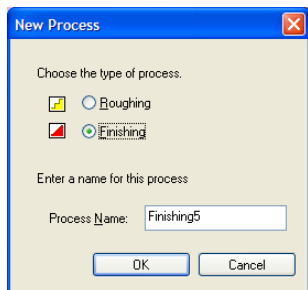 New Process
Choose the type of process.
Roughing
Finishing
Enter a name for this process
Process Name: Finishing5
OK Cancel